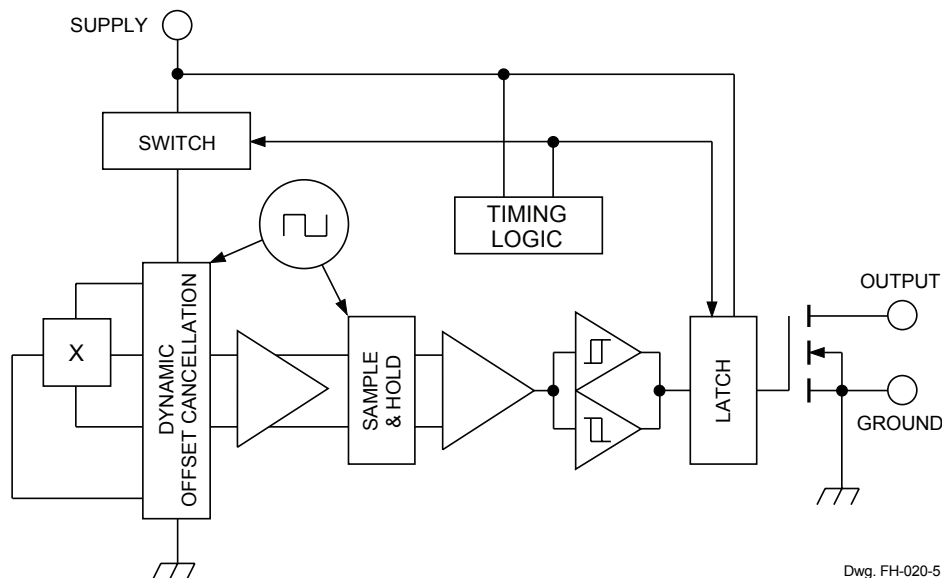 SUPPLY
SWITCH
TIMING
LOGIC
OUTPUT
X
DYNAMIC
OFFSET CANCELLATION
SAMPLE
& HOLD
LATCH
GROUND
Dwg. FH-020-5